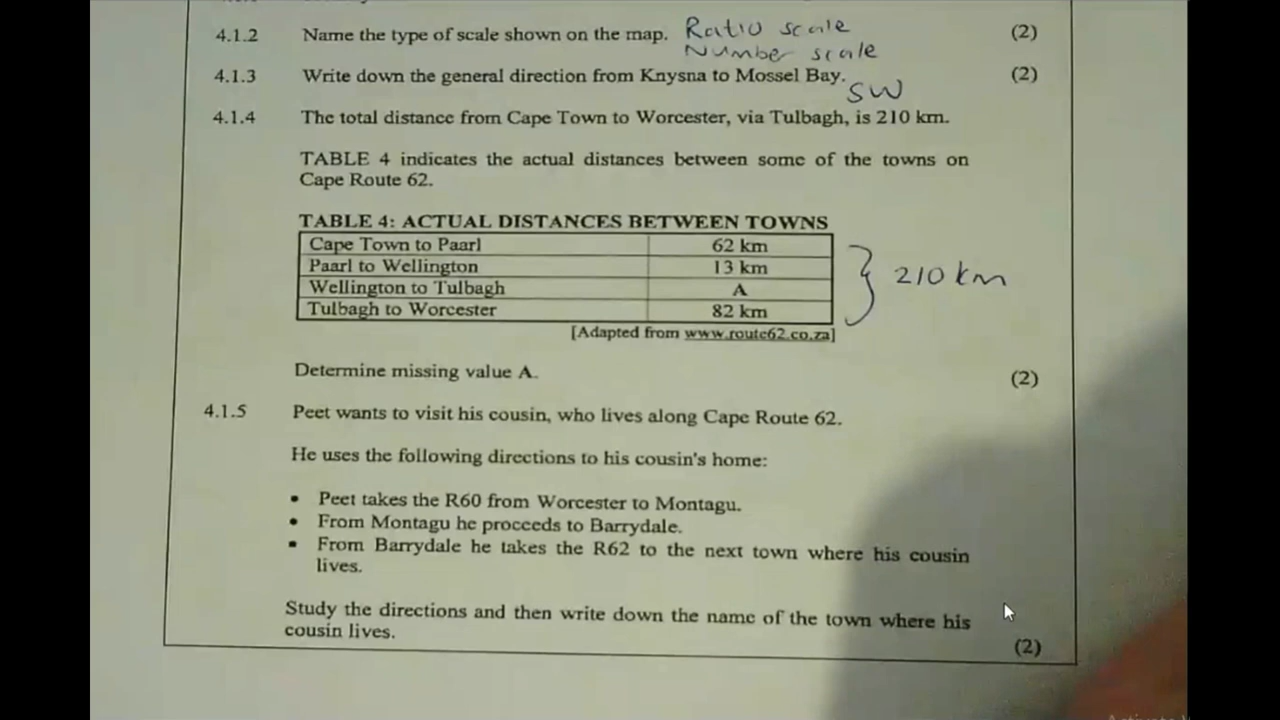 4.1.2 Name the type of scale shown on the map. Ratio scale (2)
Number scale
4.1.3 Write down the general direction from Knysna to Mossel Bay. (2)
SW
4.1.4 The total distance from Cape Town to Worcester, via Tulbagh, is 210 km.
TABLE 4 indicates the actual distances between some of the towns on
Cape Route 62.
TABLE 4: ACTUAL DISTANCES BETWEEN TOWNS
Cape Town to Paarl 62 km
Paarl to Wellington 13 km
210 km
Wellington to Tulbagh A
Tulbagh to Worcester 82 km
[Adapted from www.route62.co.za]
Determine missing value A. (2)
4.1.5 Peet wants to visit his cousin, who lives along Cape Route 62.
He uses the following directions to his cousin's home:
• Peet takes the R60 from Worcester to Montagu.
• From Montagu he proceeds to Barrydale.
• From Barrydale he takes the R62 to the next town where his cousin
lives.
Study the directions and then write down the name of the town where his
cousin lives. (2)